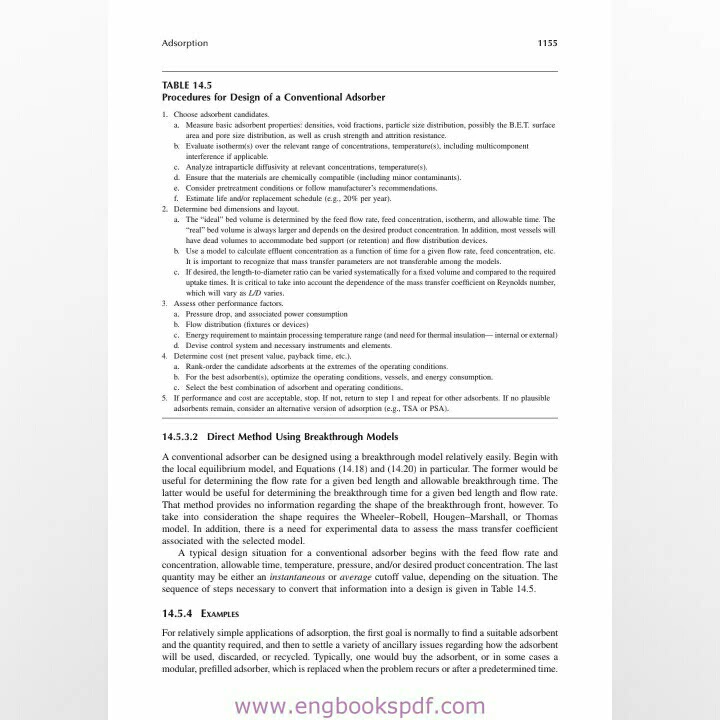 Adsorption 1155
TABLE 14.5
Procedures for Design of a Conventional Adsorber
1. Choose adsorbent candidates.
a. Measure basic adsorbent properties: densities, void fractions, particle size distribution, possibly the B.E.T. surface
area and pore size distribution, as well as crush strength and attrition resistance.
b. Evaluate isotherm(s) over the relevant range of concentrations, temperature(s), including multicomponent
interference if applicable.
c. Analyze intraparticle diffusivity at relevant concentrations, temperature(s).
d. Ensure that the materials are chemically compatible (including minor contaminants).
e. Consider pretreatment conditions or follow manufacturer's recommendations.
f. Estimate life and/or replacement schedule (e.g., 20% per year).
2. Determine bed dimensions and layout.
a. The “ideal” bed volume is determined by the feed flow rate, feed concentration, isotherm, and allowable time. The
“real” bed volume is always larger and depends on the desired product concentration. In addition, most vessels will
have dead volumes to accommodate bed support (or retention) and flow distribution devices.
b. Use a model to calculate effluent concentration as a function of time for a given flow rate, feed concentration, etc.
It is important to recognize that mass transfer parameters are not transferable among the models.
c. If desired, the length-to-diameter ratio can be varied systematically for a fixed volume and compared to the required
uptake times. It is critical to take into account the dependence of the mass transfer coefficient on Reynolds number,
which will vary as L/D varies.
3. Assess other performance factors.
a. Pressure drop, and associated power consumption
b. Flow distribution (fixtures or devices)
c. Energy requirement to maintain processing temperature range (and need for thermal insulation— internal or external)
d. Devise control system and necessary instruments and elements.
4. Determine cost (net present value, payback time, etc.).
a. Rank-order the candidate adsorbents at the extremes of the operating conditions.
b. For the best adsorbent(s), optimize the operating conditions, vessels, and energy consumption.
c. Select the best combination of adsorbent and operating conditions.
5. If performance and cost are acceptable, stop. If not, return to step 1 and repeat for other adsorbents. If no plausible
adsorbents remain, consider an alternative version of adsorption (e.g., TSA or PSA).
14.5.3.2 Direct Method Using Breakthrough Models
A conventional adsorber can be designed using a breakthrough model relatively easily. Begin with
the local equilibrium model, and Equations (14.18) and (14.20) in particular. The former would be
useful for determining the flow rate for a given bed length and allowable breakthrough time. The
latter would be useful for determining the breakthrough time for a given bed length and flow rate.
That method provides no information regarding the shape of the breakthrough front, however. To
take into consideration the shape requires the Wheeler–Robell, Hougen–Marshall, or Thomas
model. In addition, there is a need for experimental data to assess the mass transfer coefficient
associated with the selected model.
A typical design situation for a conventional adsorber begins with the feed flow rate and
concentration, allowable time, temperature, pressure, and/or desired product concentration. The last
quantity may be either an instantaneous or average cutoff value, depending on the situation. The
sequence of steps necessary to convert that information into a design is given in Table 14.5.
14.5.4 EXAMPLES
For relatively simple applications of adsorption, the first goal is normally to find a suitable adsorbent
and the quantity required, and then to settle a variety of ancillary issues regarding how the adsorbent
will be used, discarded, or recycled. Typically, one would buy the adsorbent, or in some cases a
modular, prefilled adsorber, which is replaced when the problem recurs or after a predetermined time.
www.engbookspdf.com